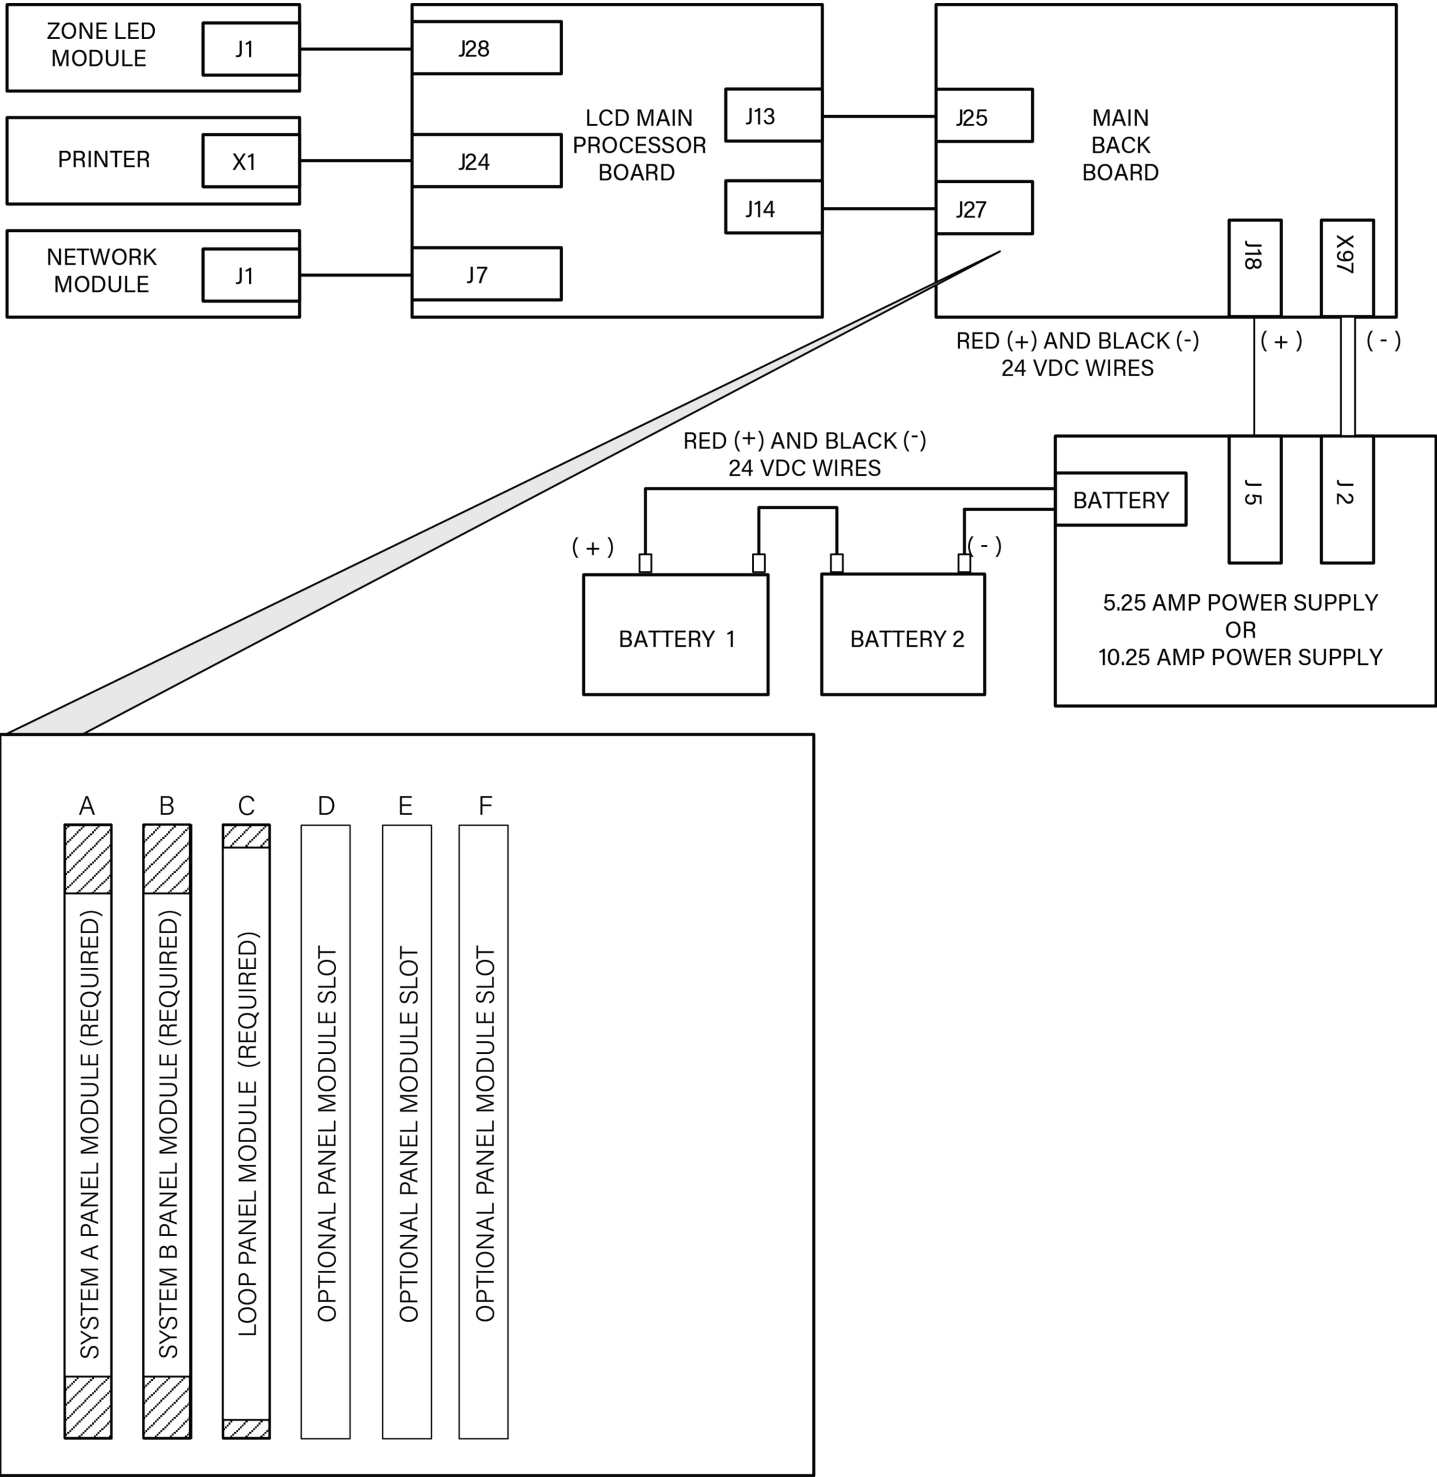 ZONE LED
MODULE
J1
J28
PRINTER
X1
J24
NETWORK
MODULE
J1
J7
LCD MAIN
PROCESSOR
BOARD
J13
J14
J25
J27
MAIN
BACK
BOARD
J18
X97
RED (+) AND BLACK (-)
24 VDC WIRES
( + )
( - )
RED (+) AND BLACK (-)
24 VDC WIRES
( + )
( - )
BATTERY 1
BATTERY 2
BATTERY
J 5
J 2
5.25 AMP POWER SUPPLY
OR
10.25 AMP POWER SUPPLY
A
B
C
D
E
F
SYSTEM A PANEL MODULE (REQUIRED)
SYSTEM B PANEL MODULE (REQUIRED)
LOOP PANEL MODULE (REQUIRED)
OPTIONAL PANEL MODULE SLOT
OPTIONAL PANEL MODULE SLOT
OPTIONAL PANEL MODULE SLOT